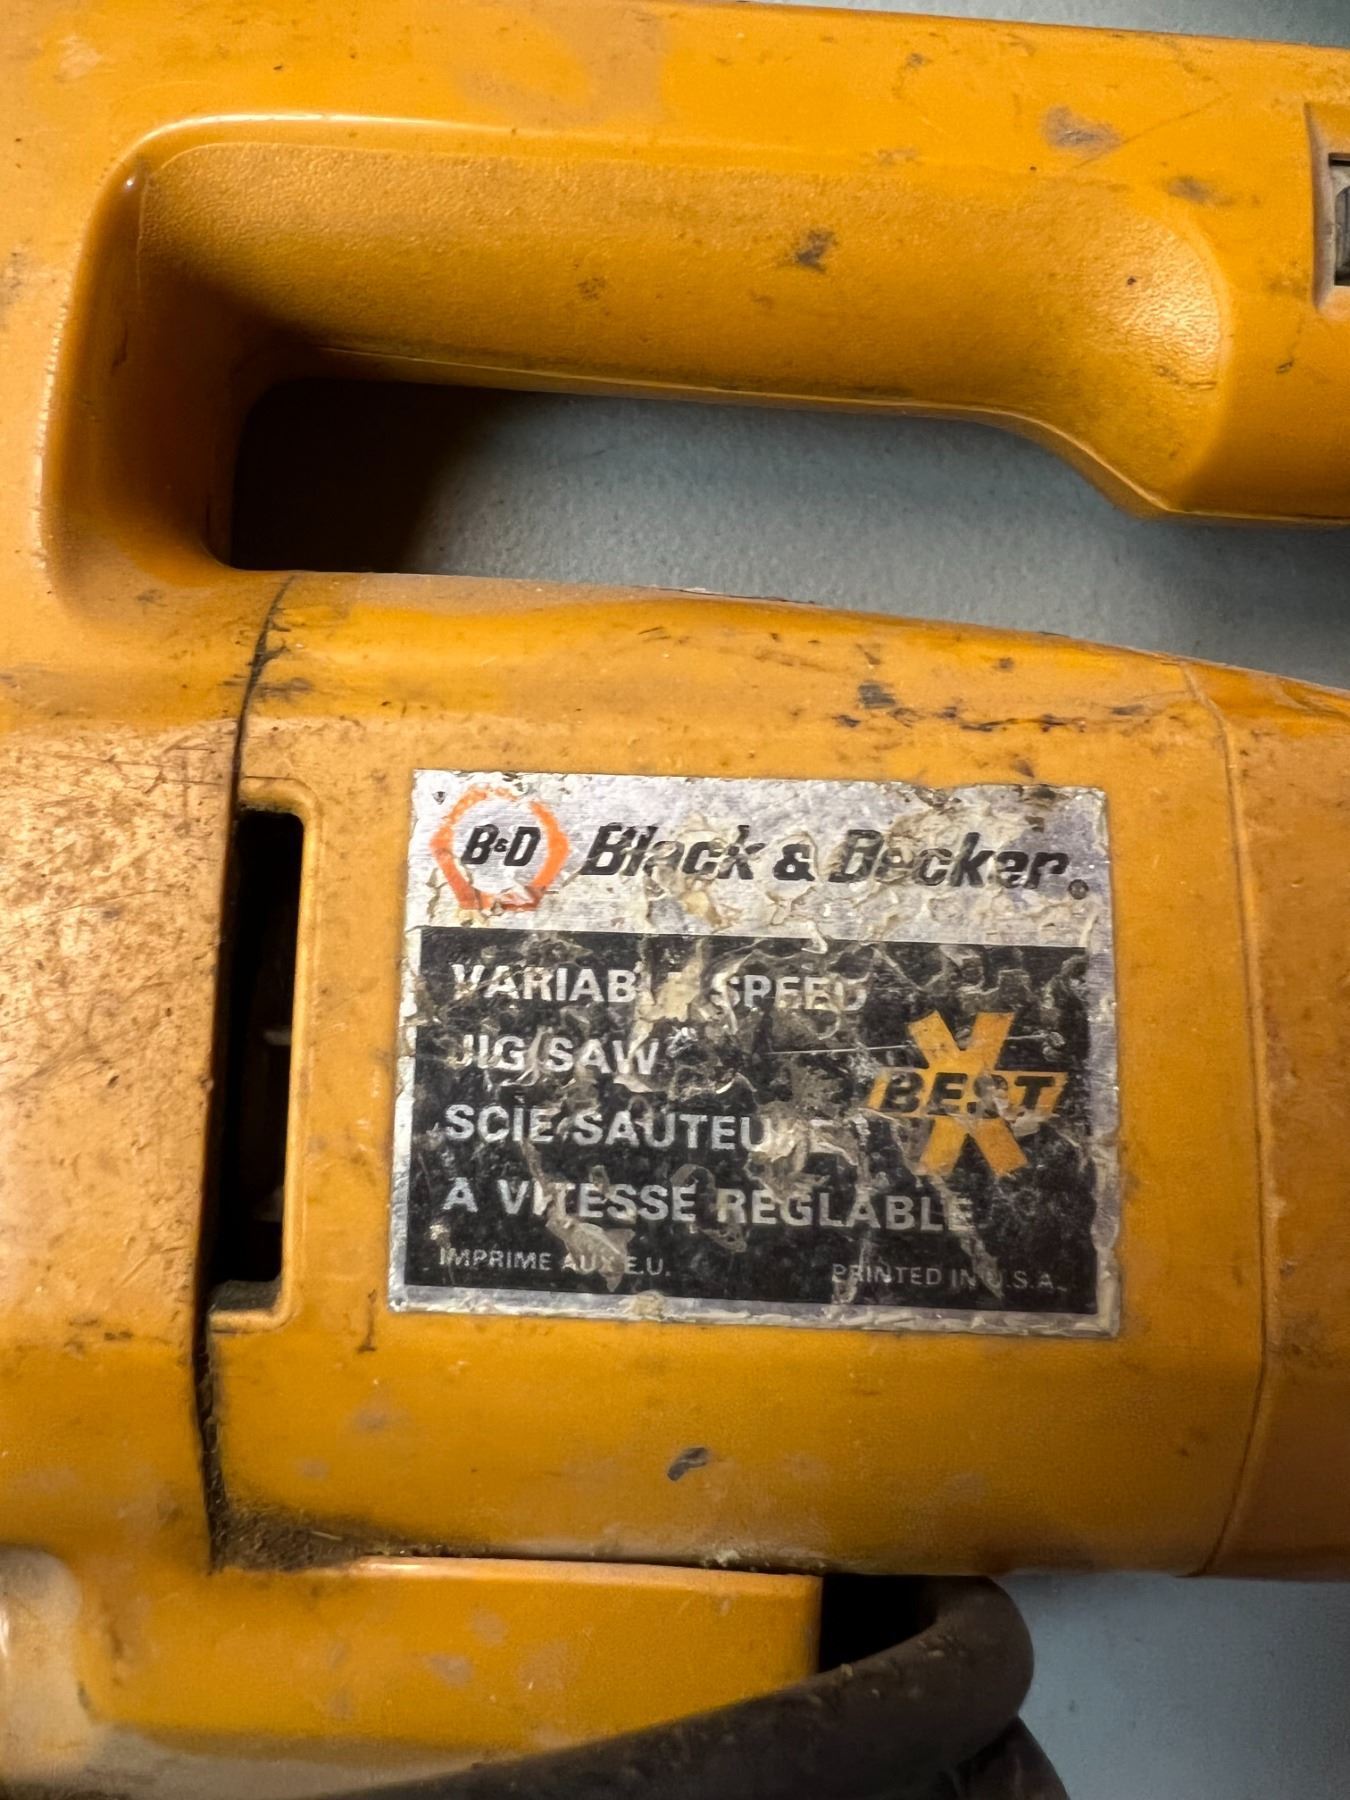 B&D Black & Decker®
VARIABLE SPEED
JIG SAW
SCIE SAUTEUSE
BEST
A VITESSE REGLABLE
IMPRIME AUX E.U.
PRINTED IN U.S.A.